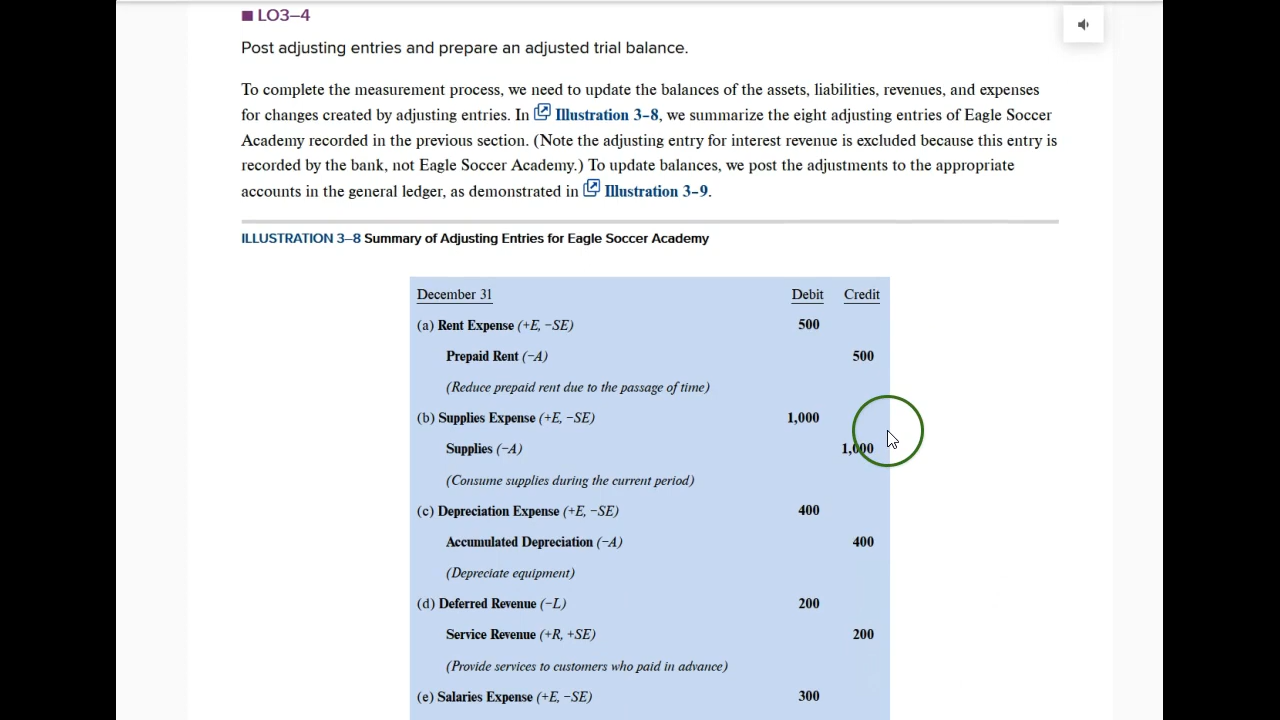 ■ LO3–4
Post adjusting entries and prepare an adjusted trial balance.
To complete the measurement process, we need to update the balances of the assets, liabilities, revenues, and expenses
for changes created by adjusting entries. In Illustration 3-8, we summarize the eight adjusting entries of Eagle Soccer
Academy recorded in the previous section. (Note the adjusting entry for interest revenue is excluded because this entry is
recorded by the bank, not Eagle Soccer Academy.) To update balances, we post the adjustments to the appropriate
accounts in the general ledger, as demonstrated in Illustration 3-9.
ILLUSTRATION 3–8 Summary of Adjusting Entries for Eagle Soccer Academy
December 31 Debit Credit
(a) Rent Expense (+E, −SE) 500
Prepaid Rent (−A) 500
(Reduce prepaid rent due to the passage of time)
(b) Supplies Expense (+E, −SE) 1,000
Supplies (−A) 1,000
(Consume supplies during the current period)
(c) Depreciation Expense (+E, −SE) 400
Accumulated Depreciation (−A) 400
(Depreciate equipment)
(d) Deferred Revenue (−L) 200
Service Revenue (+R, +SE) 200
(Provide services to customers who paid in advance)
(e) Salaries Expense (+E, −SE) 300